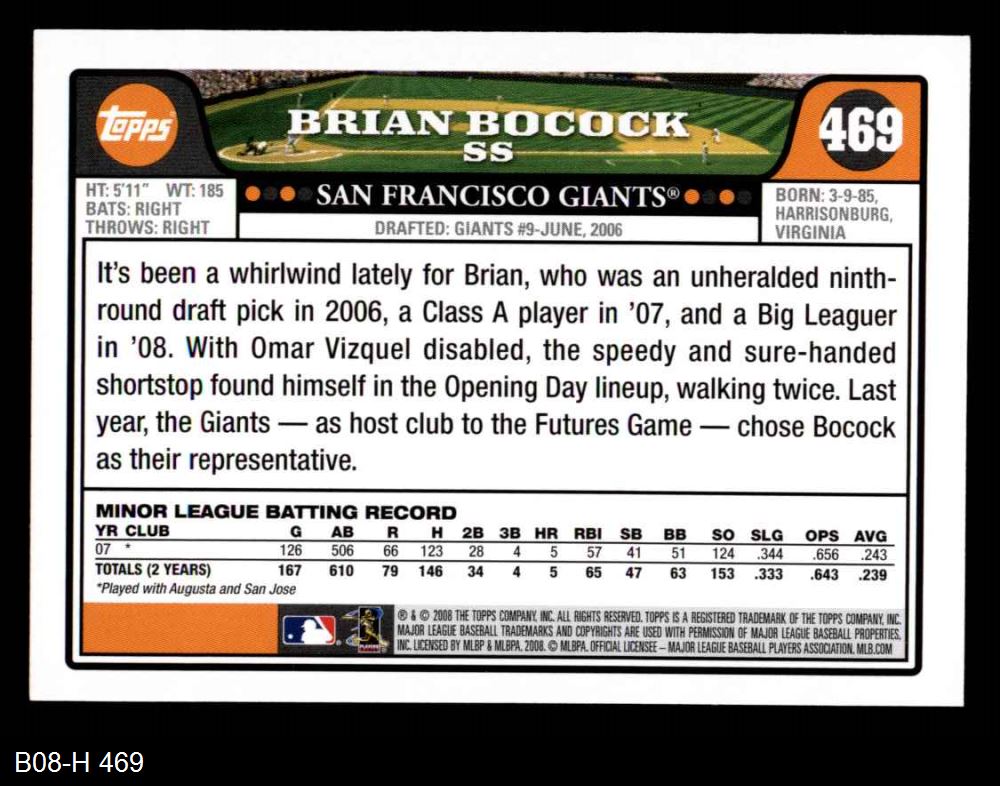 Topps
BRIAN BOCOCK
SS
469
HT: 5'11" WT: 185
BATS: RIGHT
THROWS: RIGHT
SAN FRANCISCO GIANTS®
DRAFTED: GIANTS #9-JUNE, 2006
BORN: 3-9-85,
HARRISONBURG,
VIRGINIA
It's been a whirlwind lately for Brian, who was an unheralded ninth-
round draft pick in 2006, a Class A player in '07, and a Big Leaguer
in '08. With Omar Vizquel disabled, the speedy and sure-handed
shortstop found himself in the Opening Day lineup, walking twice. Last
year, the Giants — as host club to the Futures Game — chose Bocock
as their representative.
MINOR LEAGUE BATTING RECORD
YR CLUB G AB R H 2B 3B HR RBI SB BB SO SLG OPS AVG
07 * 126 506 66 123 28 4 5 57 41 51 124 .344 .656 .243
TOTALS (2 YEARS) 167 610 79 146 34 4 5 65 47 63 153 .333 .643 .239
*Played with Augusta and San Jose
® & © 2008 THE TOPPS COMPANY, INC. ALL RIGHTS RESERVED. TOPPS IS A REGISTERED TRADEMARK OF THE TOPPS COMPANY, INC.
MAJOR LEAGUE BASEBALL TRADEMARKS AND COPYRIGHTS ARE USED WITH PERMISSION OF MAJOR LEAGUE BASEBALL PROPERTIES,
INC. LICENSED BY MLBP & MLBPA, 2008. © MLBPA. OFFICIAL LICENSEE – MAJOR LEAGUE BASEBALL PLAYERS ASSOCIATION. MLB.COM
B08-H 469